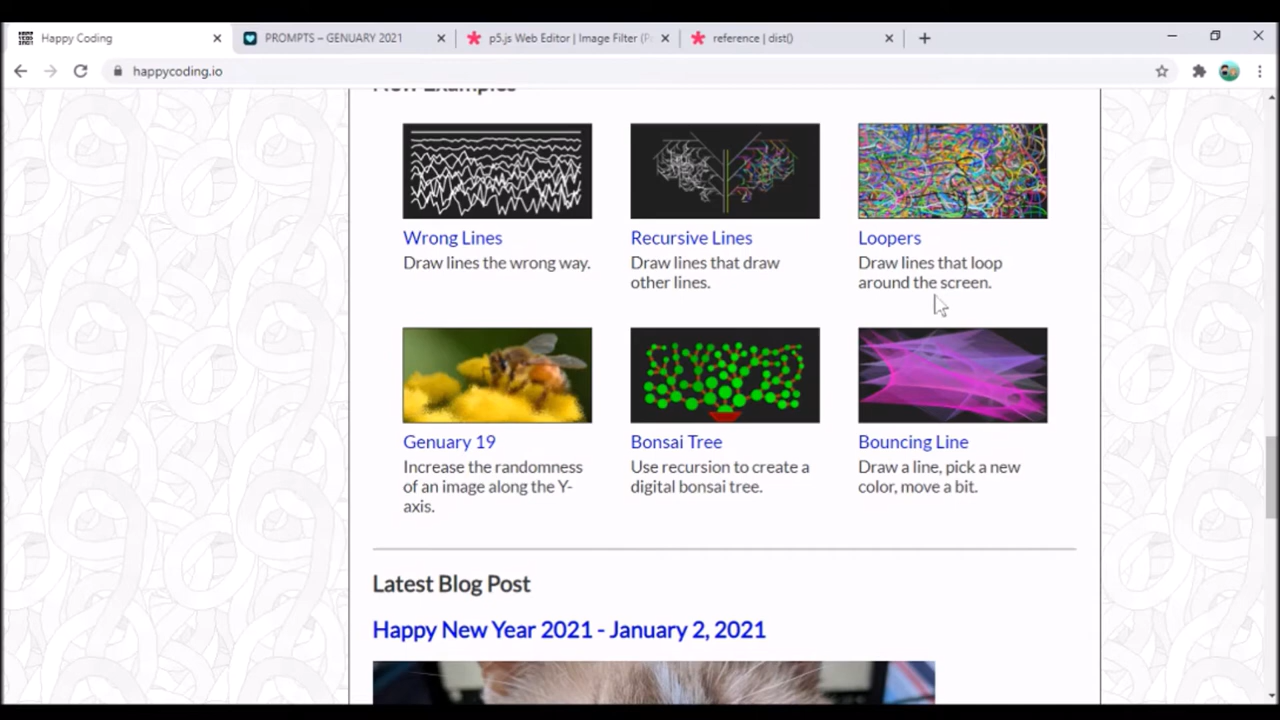 Happy Coding
PROMPTS – GENUARY 2021
p5.js Web Editor | Image Filter (P
reference | dist()
happycoding.io
New Examples
Wrong Lines
Draw lines the wrong way.
Recursive Lines
Draw lines that draw
other lines.
Loopers
Draw lines that loop
around the screen.
Genuary 19
Increase the randomness
of an image along the Y-
axis.
Bonsai Tree
Use recursion to create a
digital bonsai tree.
Bouncing Line
Draw a line, pick a new
color, move a bit.
Latest Blog Post
Happy New Year 2021 - January 2, 2021